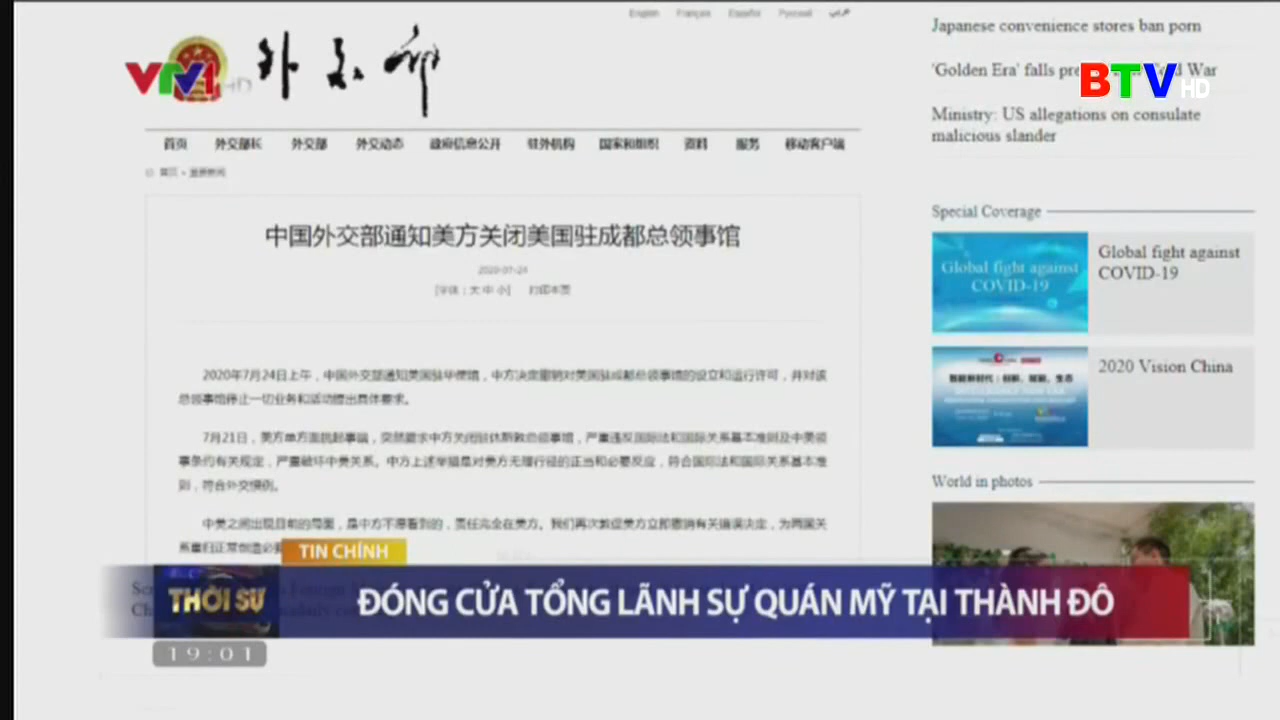 English Français Español Русский عربي
VTV1 HD
外交部
BTV HD
首页 外交部长 外交部 外交动态 政府信息公开 驻外机构 国家和组织 资料 服务 移动客户端
首页 > 重要新闻
中国外交部通知美方关闭美国驻成都总领事馆
2020-07-24
[字体：大 中 小] 打印本页
2020年7月24日上午，中国外交部通知美国驻华使馆，中方决定撤销对美国驻成都总领事馆的设立和运行许可，并对该
总领事馆停止一切业务和活动提出具体要求。
7月21日，美方单方面挑起事端，突然要求中方关闭驻休斯敦总领事馆，严重违反国际法和国际关系基本准则及中美领
事条约有关规定，严重破坏中美关系。中方上述举措是对美方无理行径的正当和必要反应，符合国际法和国际关系基本准
则，符合外交惯例。
中美之间出现目前的局面，是中方不愿看到的，责任完全在美方。我们再次敦促美方立即撤销有关错误决定，为两国关
系重归正常创造必要
Japanese convenience stores ban porn
'Golden Era' falls War
Ministry: US allegations on consulate
malicious slander
Special Coverage
Global fight against
COVID-19
Global fight against
COVID-19
2020 Vision China
World in photos
TIN CHÍNH
THỜI SỰ
ĐÓNG CỬA TỔNG LÃNH SỰ QUÁN MỸ TẠI THÀNH ĐÔ
19:01